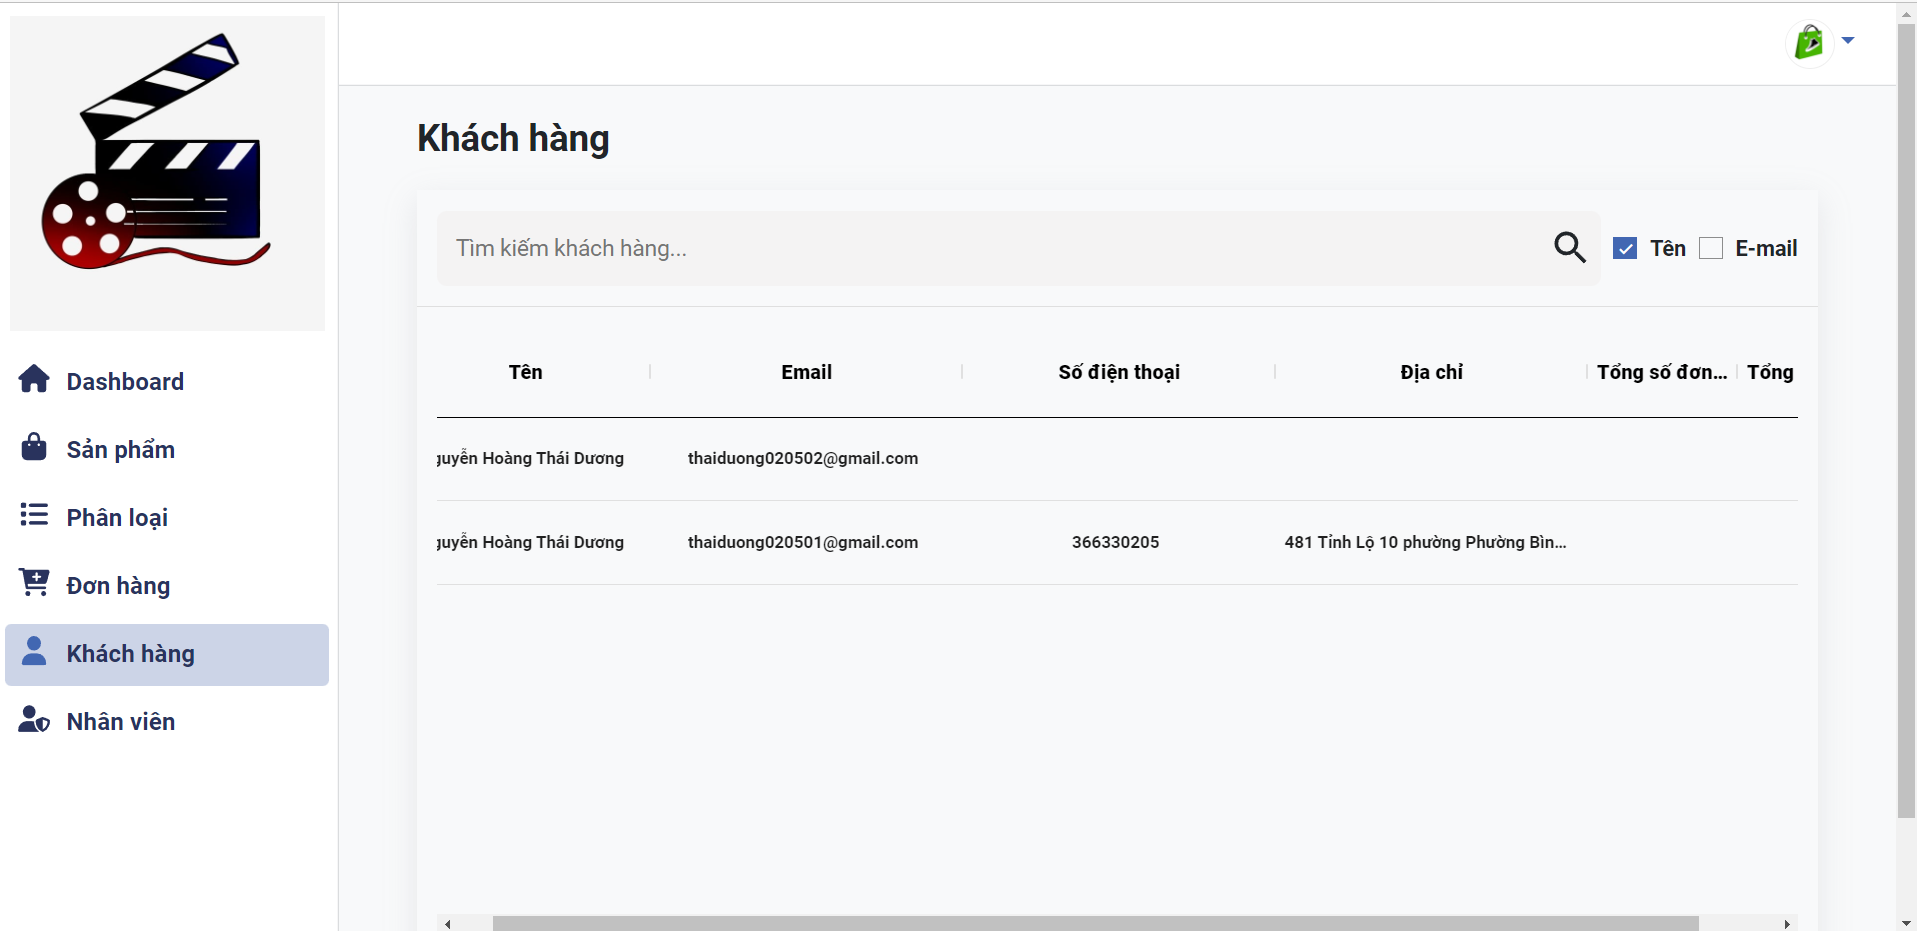 Khách hàng
Tìm kiếm khách hàng...
Tên
E-mail
Tên Email Số điện thoại Địa chỉ Tổng số đơn... Tổng
guyễn Hoàng Thái Dương thaiduong020502@gmail.com
guyễn Hoàng Thái Dương thaiduong020501@gmail.com 366330205 481 Tỉnh Lộ 10 phường Phường Bìn...
Dashboard
Sản phẩm
Phân loại
Đơn hàng
Khách hàng
Nhân viên